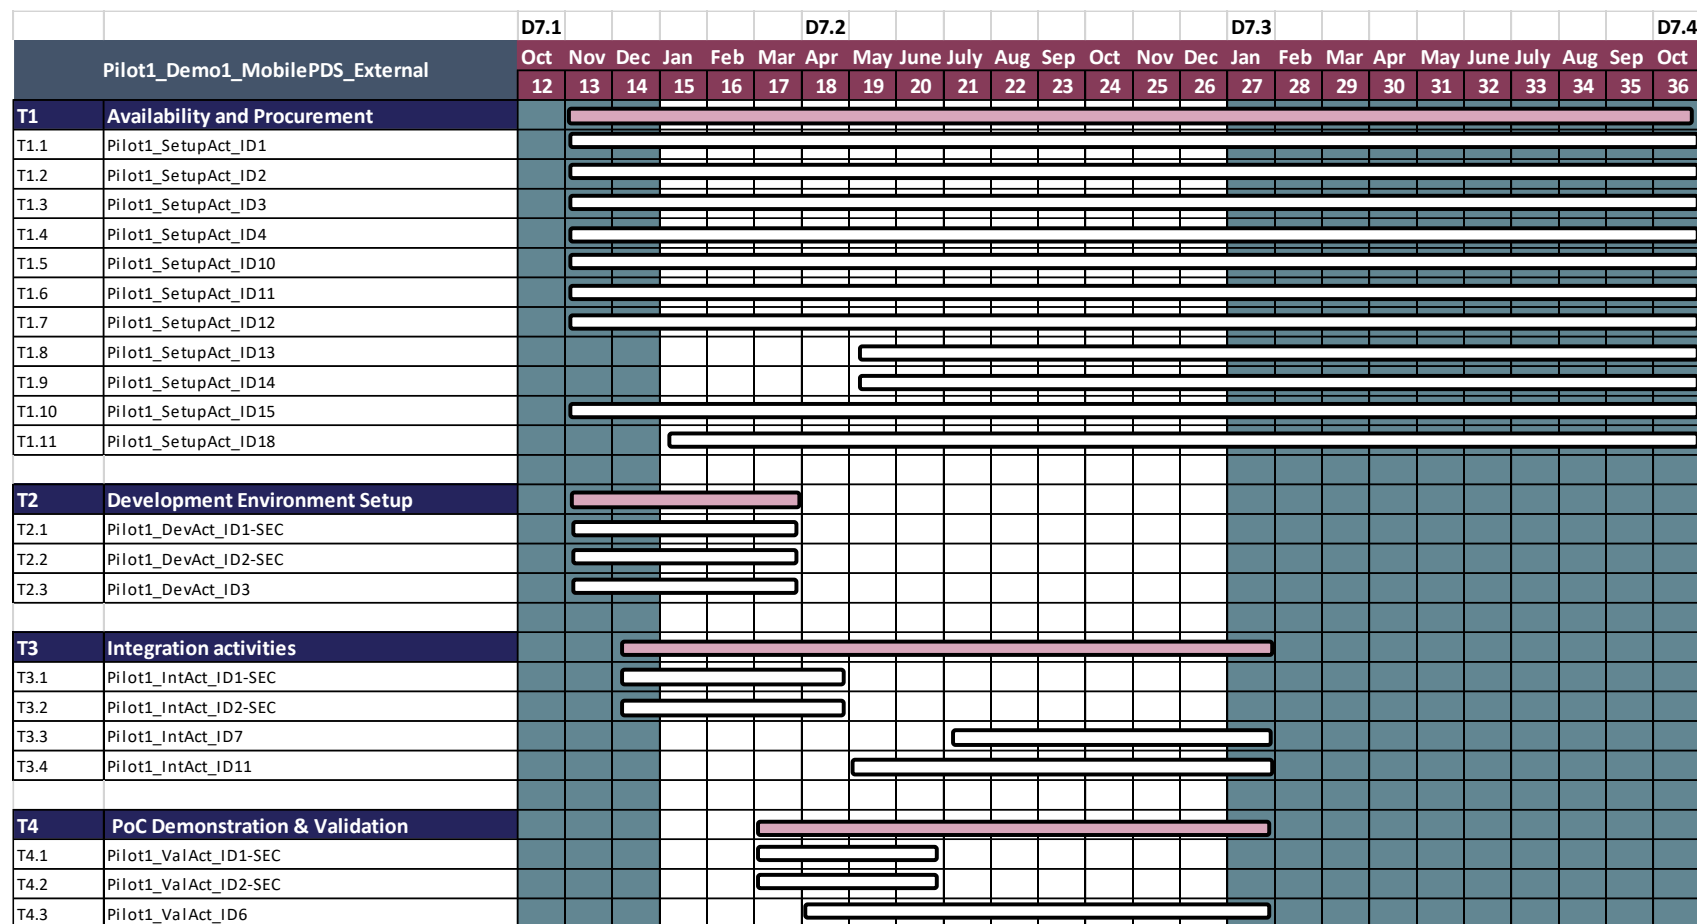 D7.1 D7.2 D7.3 D7.4
Pilot1_Demo1_MobilePDS_External
Oct Nov Dec Jan Feb Mar Apr May June July Aug Sep Oct Nov Dec Jan Feb Mar Apr May June July Aug Sep Oct
12 13 14 15 16 17 18 19 20 21 22 23 24 25 26 27 28 29 30 31 32 33 34 35 36
T1 Availability and Procurement
T1.1 Pilot1_SetupAct_ID1
T1.2 Pilot1_SetupAct_ID2
T1.3 Pilot1_SetupAct_ID3
T1.4 Pilot1_SetupAct_ID4
T1.5 Pilot1_SetupAct_ID10
T1.6 Pilot1_SetupAct_ID11
T1.7 Pilot1_SetupAct_ID12
T1.8 Pilot1_SetupAct_ID13
T1.9 Pilot1_SetupAct_ID14
T1.10 Pilot1_SetupAct_ID15
T1.11 Pilot1_SetupAct_ID18
T2 Development Environment Setup
T2.1 Pilot1_DevAct_ID1-SEC
T2.2 Pilot1_DevAct_ID2-SEC
T2.3 Pilot1_DevAct_ID3
T3 Integration activities
T3.1 Pilot1_IntAct_ID1-SEC
T3.2 Pilot1_IntAct_ID2-SEC
T3.3 Pilot1_IntAct_ID7
T3.4 Pilot1_IntAct_ID11
T4 PoC Demonstration & Validation
T4.1 Pilot1_ValAct_ID1-SEC
T4.2 Pilot1_ValAct_ID2-SEC
T4.3 Pilot1_ValAct_ID6